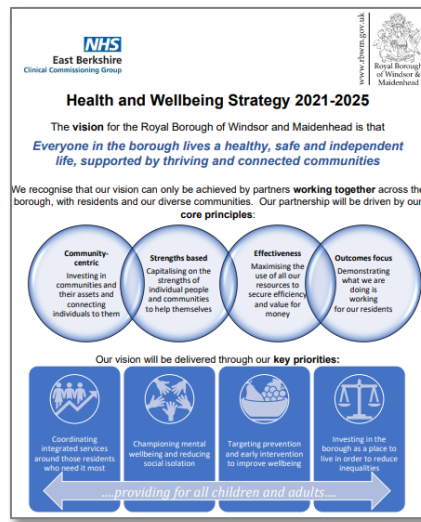 NHS
East Berkshire
Clinical Commissioning Group
www.rbwm.gov.uk
Royal Borough
of Windsor &
Maidenhead
Health and Wellbeing Strategy 2021-2025
The vision for the Royal Borough of Windsor and Maidenhead is that
Everyone in the borough lives a healthy, safe and independent
life, supported by thriving and connected communities
We recognise that our vision can only be achieved by partners working together across the
borough, with residents and our diverse communities. Our partnership will be driven by our
core principles:
Community-
centric
Investing in
communities and
their assets and
connecting
individuals to them
Strengths based
Capitalising on the
strengths of
individual people
and communities
to help themselves
Effectiveness
Maximising the
use of all our
resources to
secure efficiency
and value for
money
Outcomes focus
Demonstrating
what we are
doing is
working
for our residents
Our vision will be delivered through our key priorities:
Coordinating
integrated services
around those residents
who need it most
Championing mental
wellbeing and reducing
social isolation
Targeting prevention
and early intervention
to improve wellbeing
Investing in the
borough as a place to
live in order to reduce
inequalities
....providing for all children and adults....